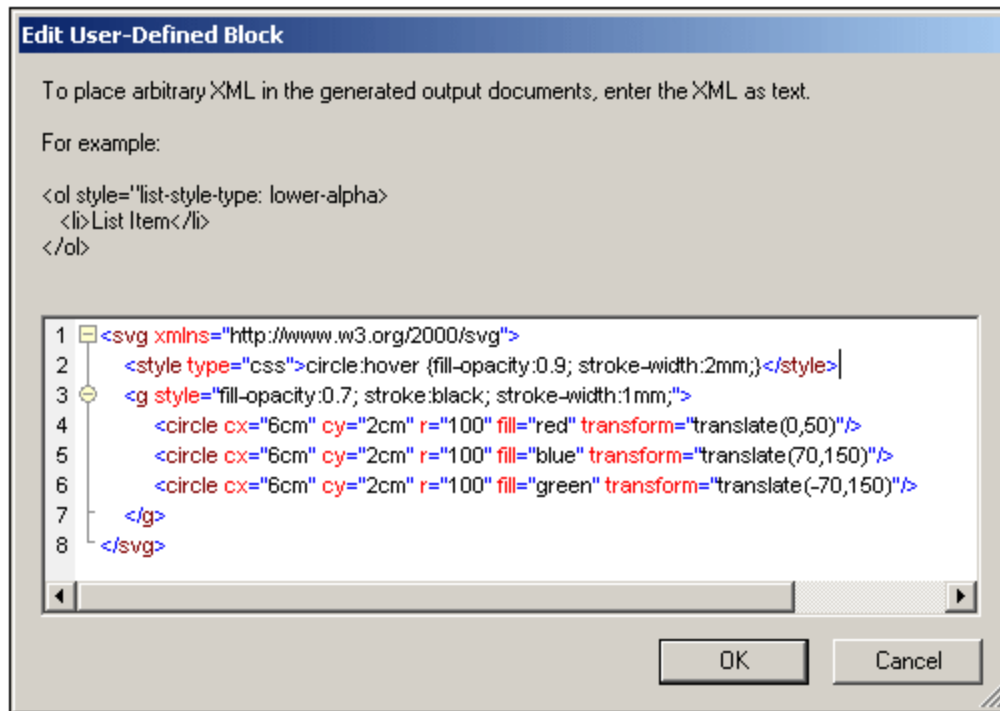 Edit User-Defined Block
To place arbitrary XML in the generated output documents, enter the XML as text.
For example:
<ol style="list-style-type: lower-alpha>
<li>List Item</li>
</ol>
1 <svg xmlns="http://www.w3.org/2000/svg">
2 <style type="css">circle:hover {fill-opacity:0.9; stroke-width:2mm;}</style>
3 <g style="fill-opacity:0.7; stroke:black; stroke-width:1mm;">
4 <circle cx="6cm" cy="2cm" r="100" fill="red" transform="translate(0,50)"/>
5 <circle cx="6cm" cy="2cm" r="100" fill="blue" transform="translate(70,150)"/>
6 <circle cx="6cm" cy="2cm" r="100" fill="green" transform="translate(-70,150)"/>
7 </g>
8 </svg>
OK Cancel